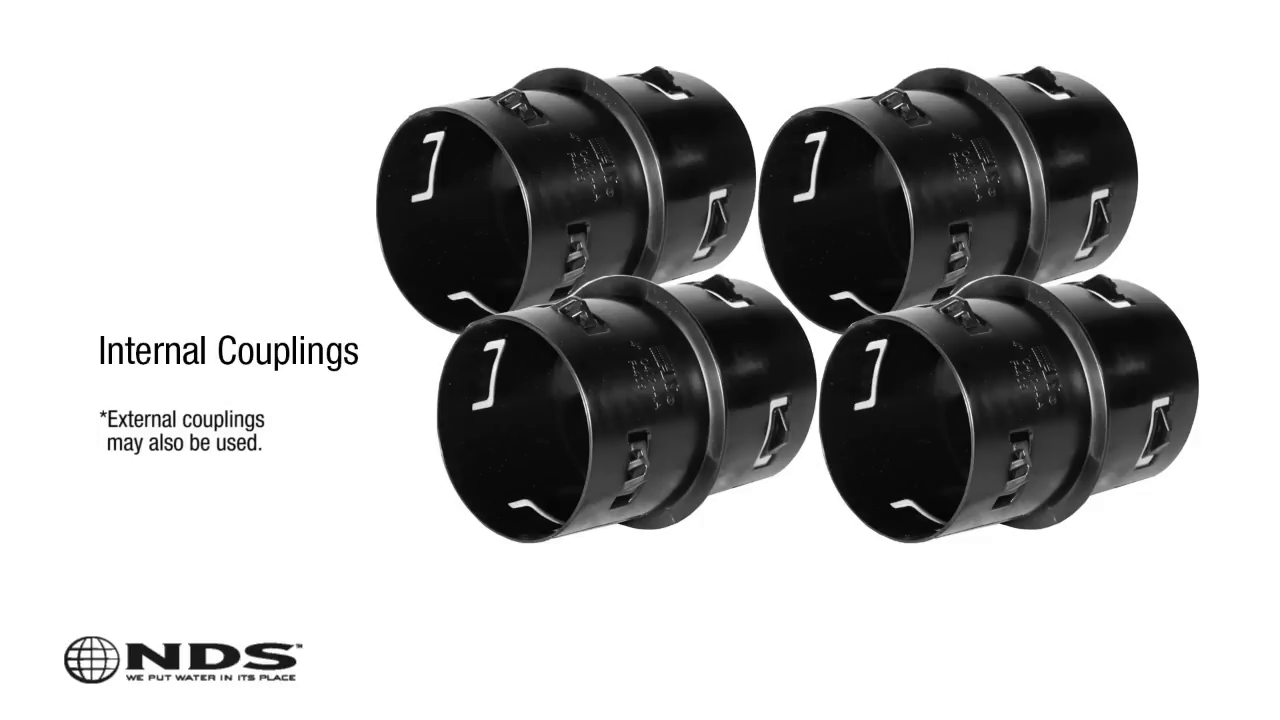 Internal Couplings
*External couplings
may also be used.
NDS™
WE PUT WATER IN ITS PLACE